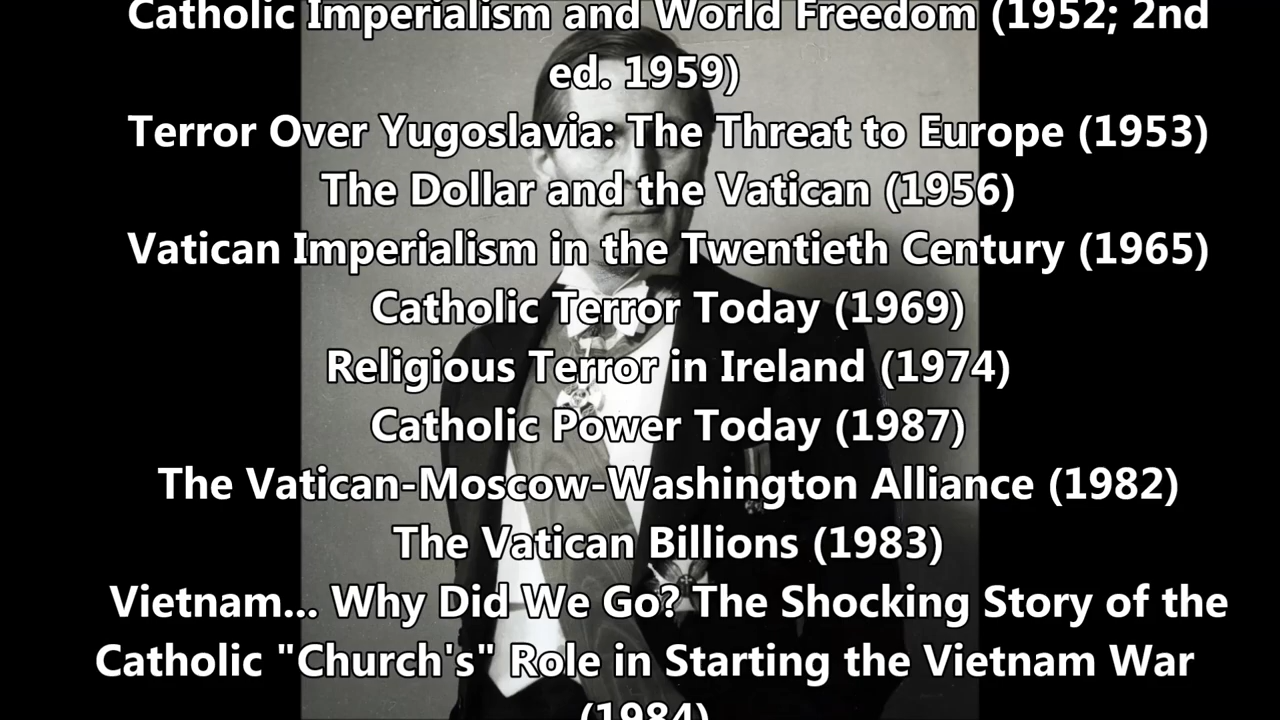 Catholic Imperialism and World Freedom (1952; 2nd
ed. 1959)
Terror Over Yugoslavia: The Threat to Europe (1953)
The Dollar and the Vatican (1956)
Vatican Imperialism in the Twentieth Century (1965)
Catholic Terror Today (1969)
Religious Terror in Ireland (1974)
Catholic Power Today (1987)
The Vatican-Moscow-Washington Alliance (1982)
The Vatican Billions (1983)
Vietnam... Why Did We Go? The Shocking Story of the
Catholic "Church's" Role in Starting the Vietnam War
(1984)